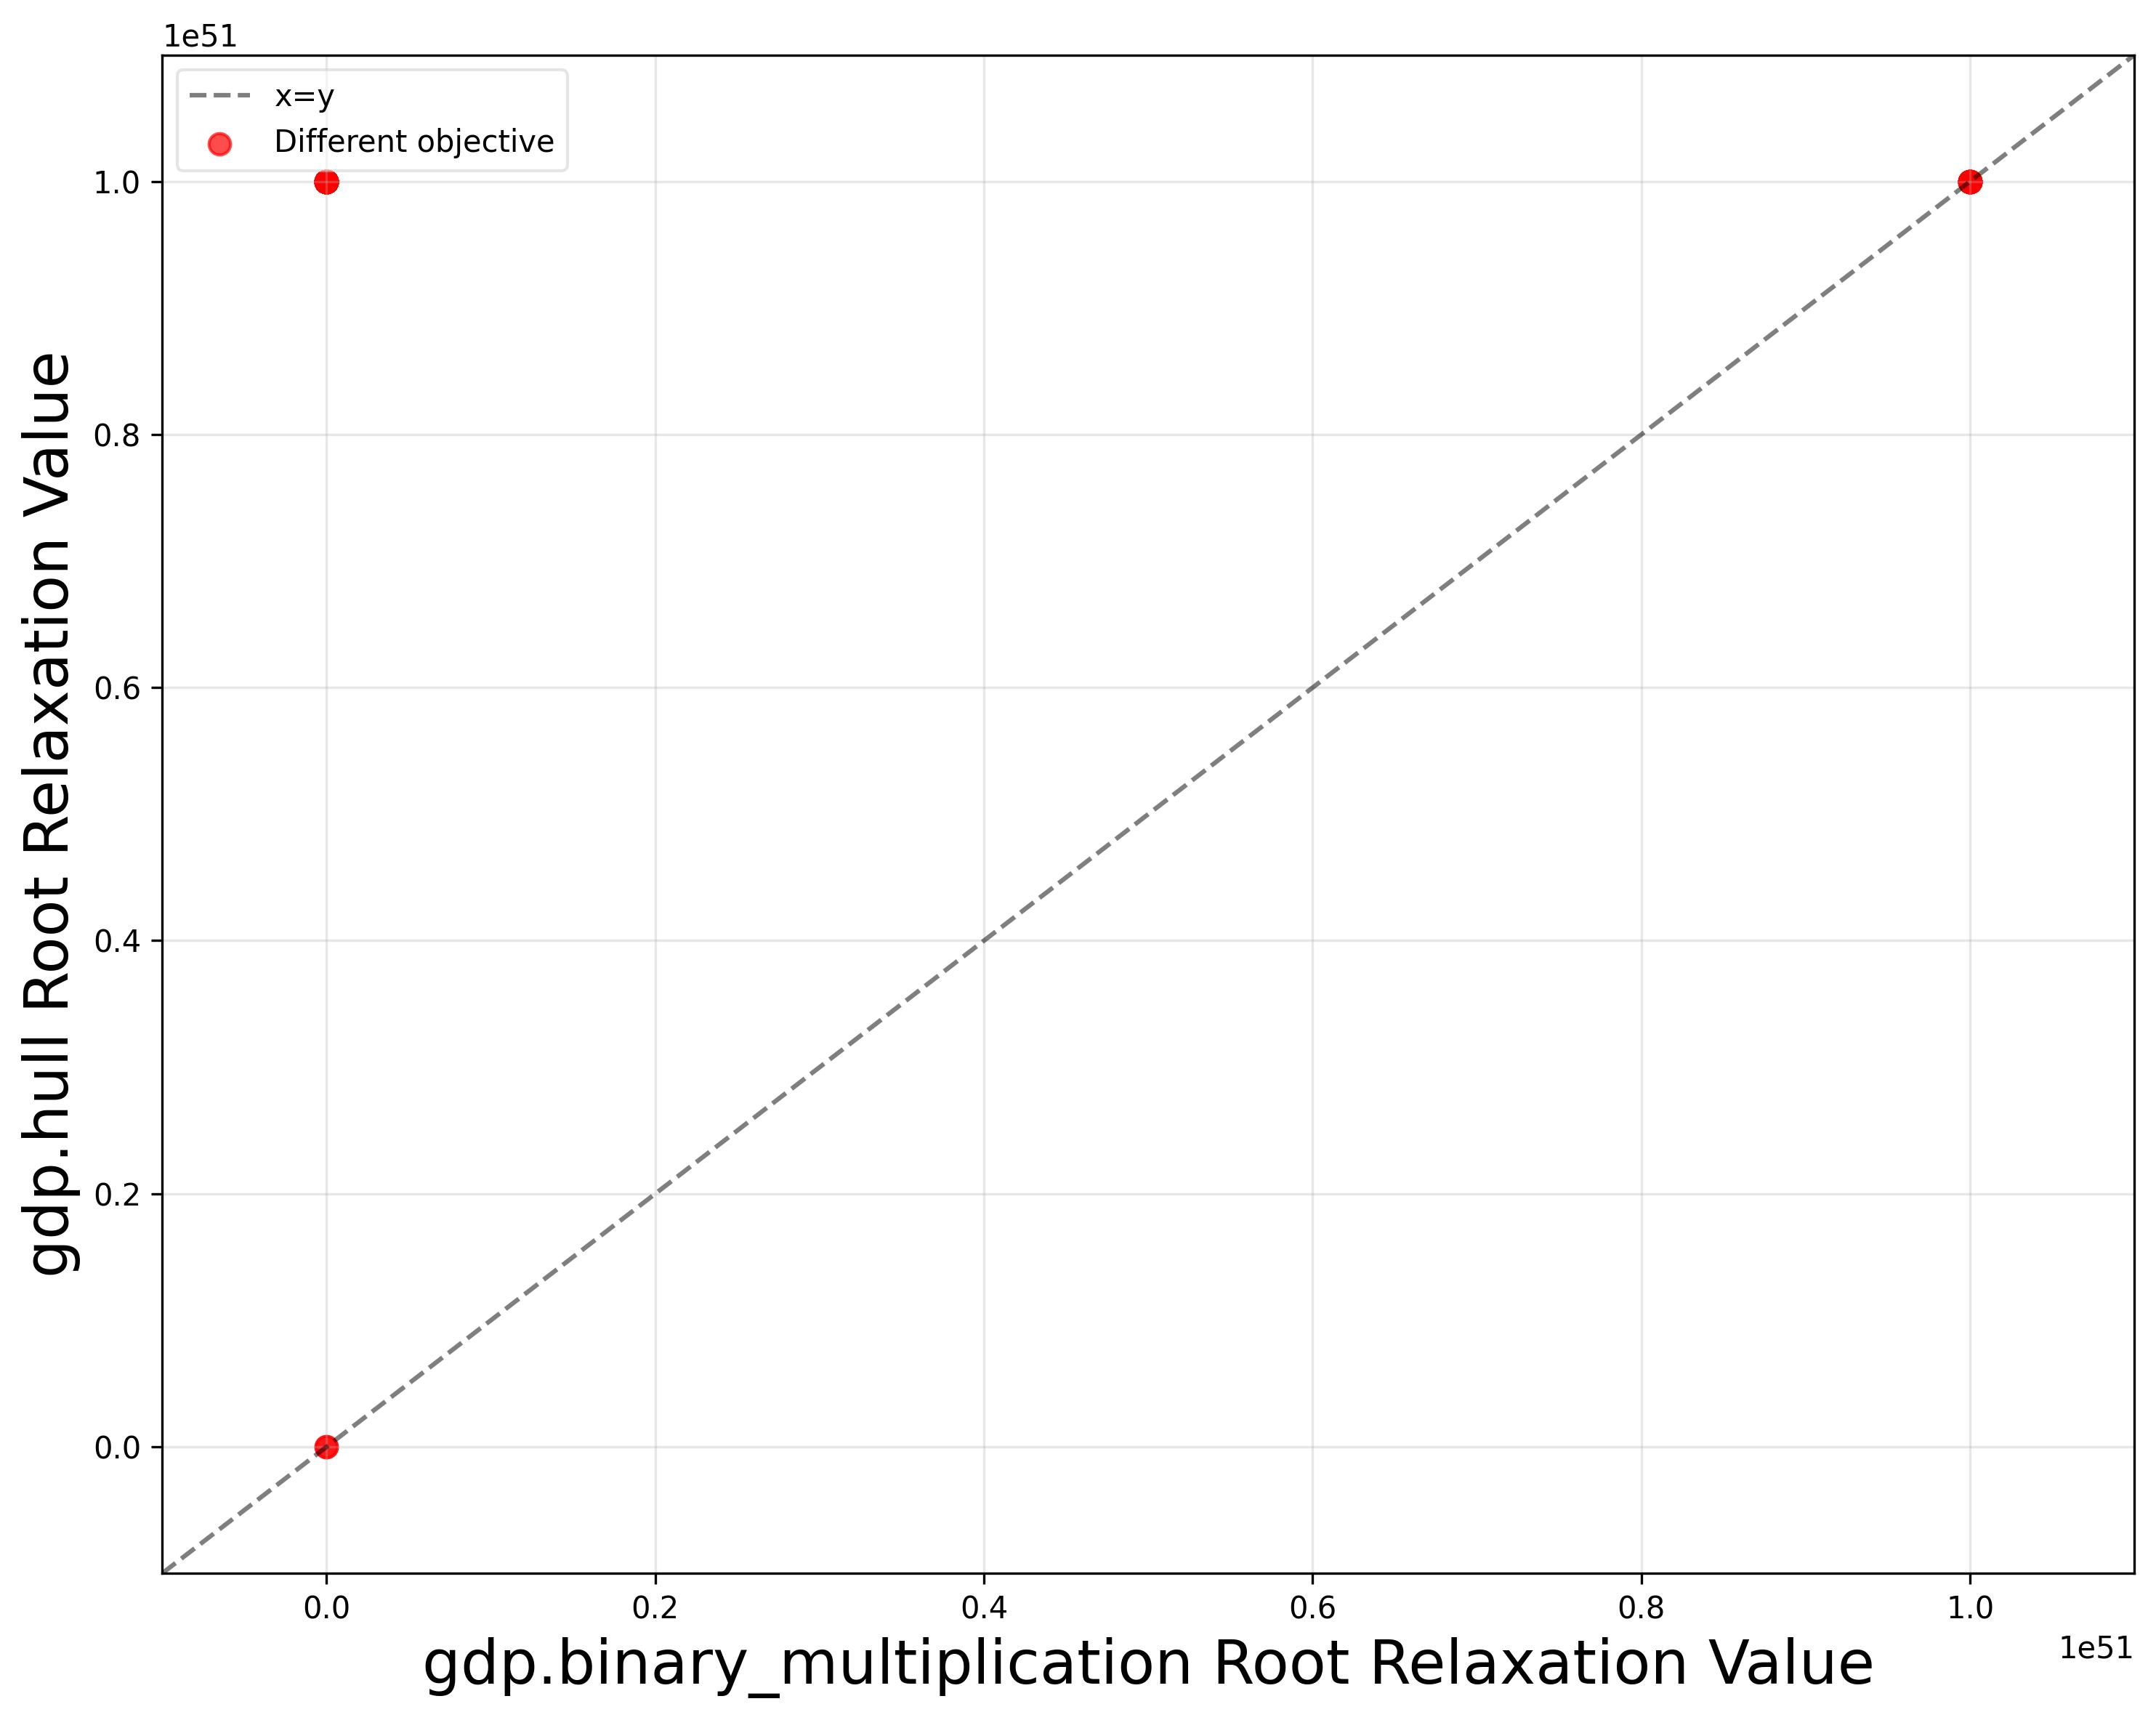 1e51
x=y
Different objective
gdp.hull Root Relaxation Value
1.0
0.8
0.6
0.4
0.2
0.0
0.0 0.2 0.4 0.6 0.8 1.0
1e51
gdp.binary_multiplication Root Relaxation Value